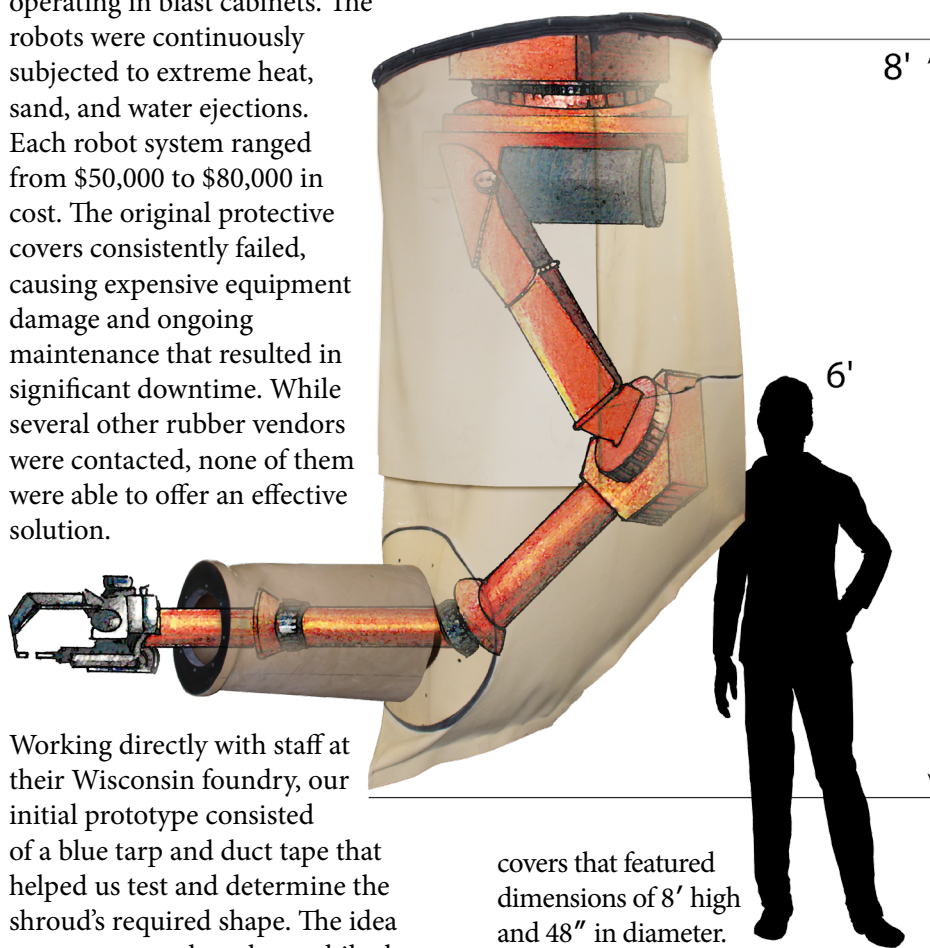 operating in blast cabinets. The
robots were continuously
subjected to extreme heat,
sand, and water ejections.
Each robot system ranged
from $50,000 to $80,000 in
cost. The original protective
covers consistently failed,
causing expensive equipment
damage and ongoing
maintenance that resulted in
significant downtime. While
several other rubber vendors
were contacted, none of them
were able to offer an effective
solution.
Working directly with staff at
their Wisconsin foundry, our
initial prototype consisted
of a blue tarp and duct tape that
helped us test and determine the
shroud’s required shape. The idea
covers that featured
dimensions of 8′ high
and 48″ in diameter.
8'
6'